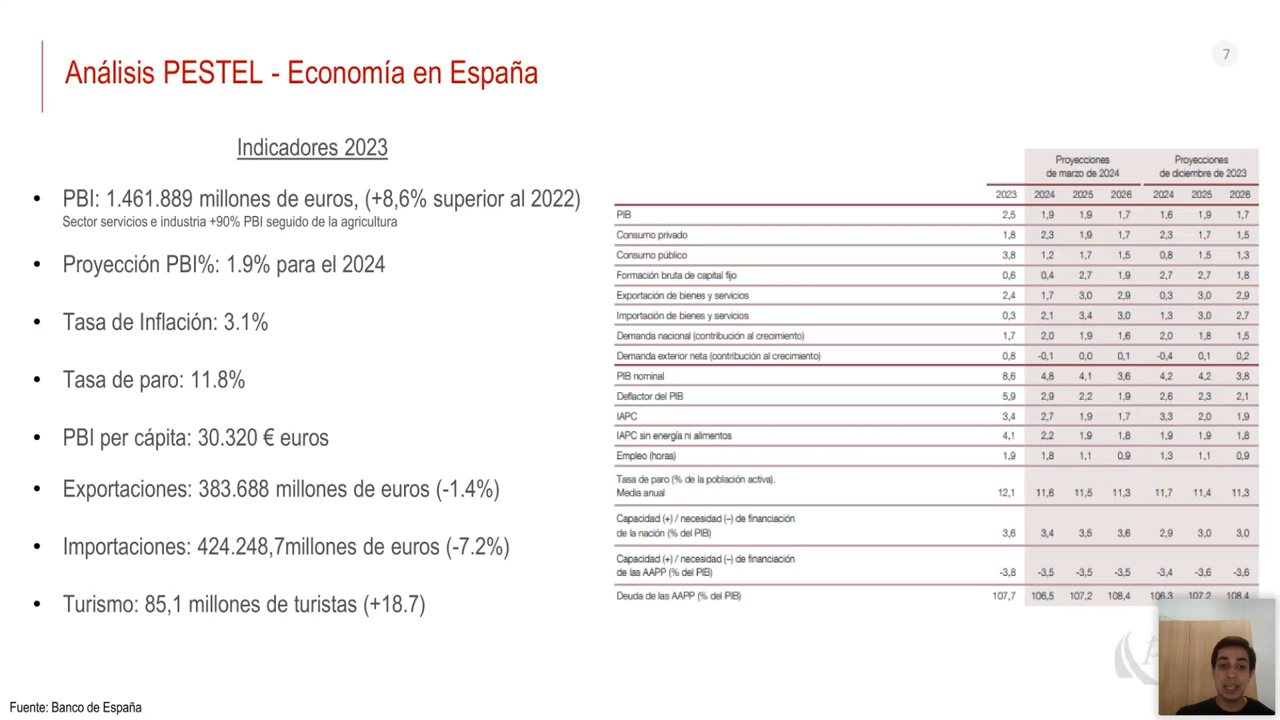 7
Análisis PESTEL - Economía en España
Indicadores 2023
• PBI: 1.461.889 millones de euros, (+8,6% superior al 2022)
Sector servicios e industria +90% PBI seguido de la agricultura
• Proyección PBI%: 1.9% para el 2024
• Tasa de Inflación: 3.1%
• Tasa de paro: 11.8%
• PBI per cápita: 30.320 € euros
• Exportaciones: 383.688 millones de euros (-1.4%)
• Importaciones: 424.248,7millones de euros (-7.2%)
• Turismo: 85,1 millones de turistas (+18.7)
Fuente: Banco de España
Proyecciones de marzo de 2024 Proyecciones de diciembre de 2023
2023 2024 2025 2026 2024 2025 2026
PIB 2,5 1,9 1,9 1,7 1,6 1,9 1,7
Consumo privado 1,8 2,3 1,9 1,7 2,3 1,7 1,5
Consumo público 3,8 1,2 1,7 1,5 0,8 1,5 1,3
Formación bruta de capital fijo 0,6 0,4 2,7 1,9 2,7 2,7 1,8
Exportación de bienes y servicios 2,4 1,7 3,0 2,9 0,3 3,0 2,9
Importación de bienes y servicios 0,3 2,1 3,4 3,0 1,3 3,0 2,7
Demanda nacional (contribución al crecimiento) 1,7 2,0 1,9 1,6 2,0 1,8 1,5
Demanda exterior neta (contribución al crecimiento) 0,8 -0,1 0,0 0,1 -0,4 0,1 0,2
PIB nominal 8,6 4,8 4,1 3,6 4,2 4,2 3,8
Deflactor del PIB 5,9 2,9 2,2 1,9 2,6 2,3 2,1
IAPC 3,4 2,7 1,9 1,7 3,3 2,0 1,9
IAPC sin energía ni alimentos 4,1 2,2 1,9 1,8 1,9 1,9 1,8
Empleo (horas) 1,9 1,8 1,1 0,9 1,3 1,1 0,9
Tasa de paro (% de la población activa).
Media anual 12,1 11,6 11,5 11,3 11,7 11,4 11,3
Capacidad (+) / necesidad (–) de financiación
de la nación (% del PIB) 3,6 3,4 3,5 3,6 2,9 3,0 3,0
Capacidad (+) / necesidad (–) de financiación
de las AAPP (% del PIB) -3,8 -3,5 -3,5 -3,5 -3,4 -3,6 -3,6
Deuda de las AAPP (% del PIB) 107,7 106,5 107,2 108,4 106,3 107,2 108,4